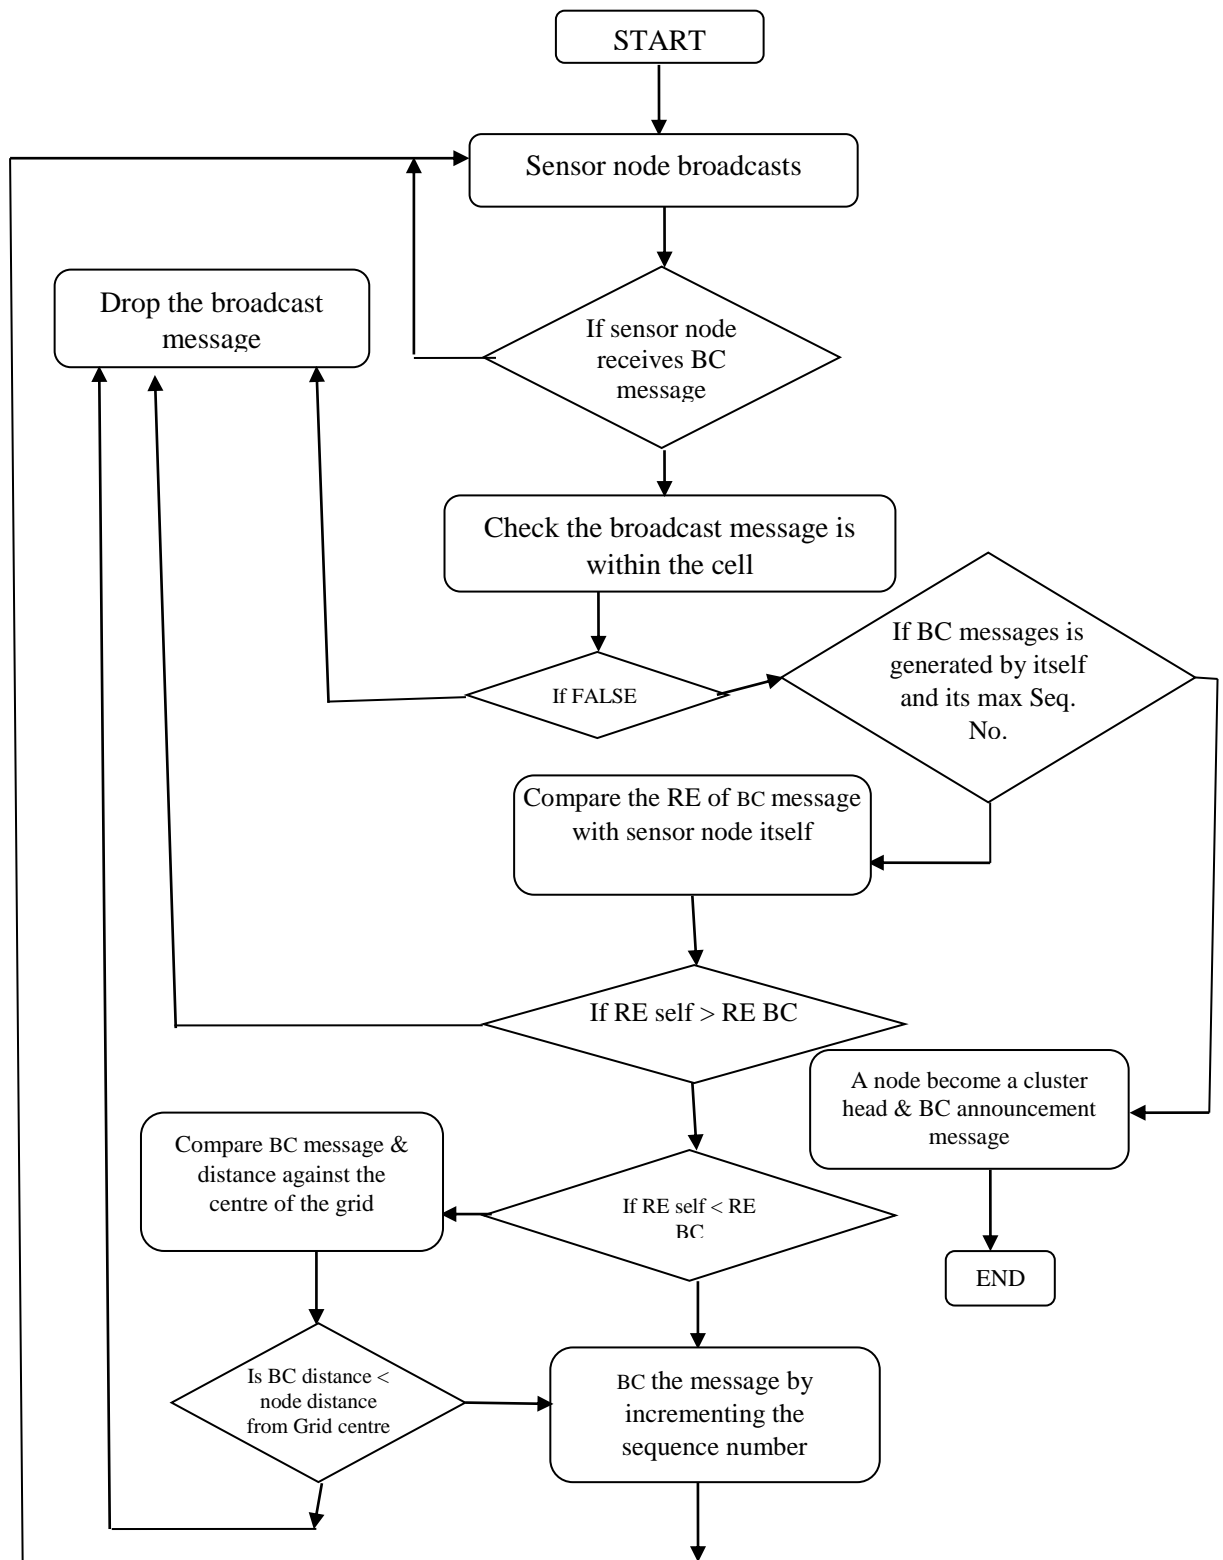 START
Sensor node broadcasts
Drop the broadcast
message
If sensor node
receives BC
message
Check the broadcast message is
within the cell
If BC messages is
generated by itself
and its max Seq.
No.
If FALSE
Compare the RE of BC message
with sensor node itself
If RE self > RE BC
A node become a cluster
head & BC announcement
message
Compare BC message &
distance against the
centre of the grid
If RE self < RE
BC
END
Is BC distance <
node distance
from Grid centre
BC the message by
incrementing the
sequence number